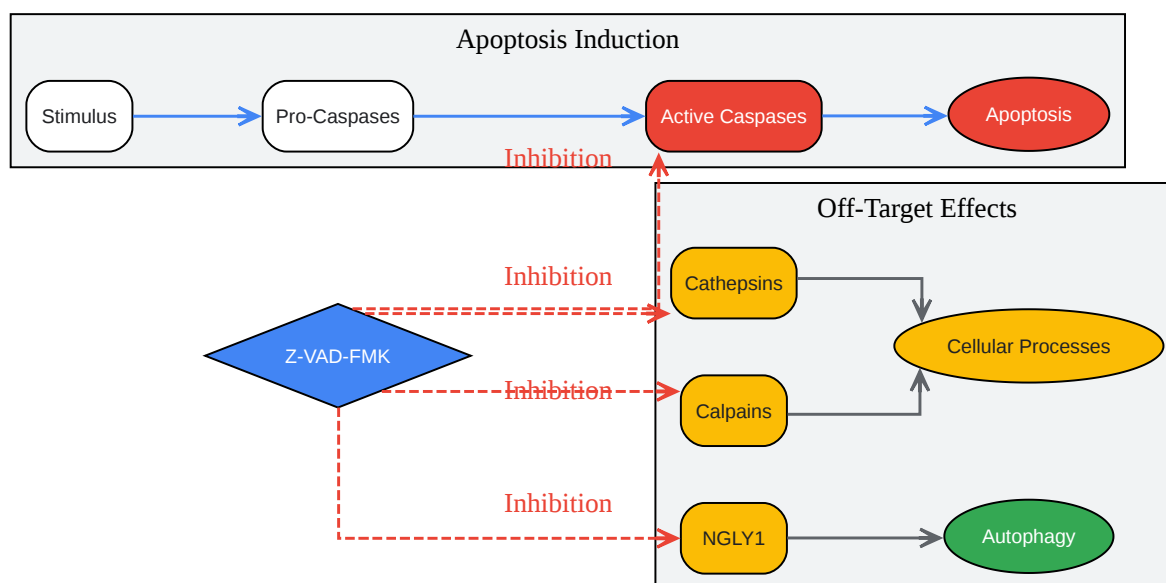 Apoptosis Induction
Stimulus
Pro-Caspases
Active Caspases
Apoptosis
Inhibition
Off-Target Effects
Inhibition
Cathepsins
Z-VAD-FMK
Cellular Processes
Inhibition
Calpains
Inhibition
NGLY1
Autophagy